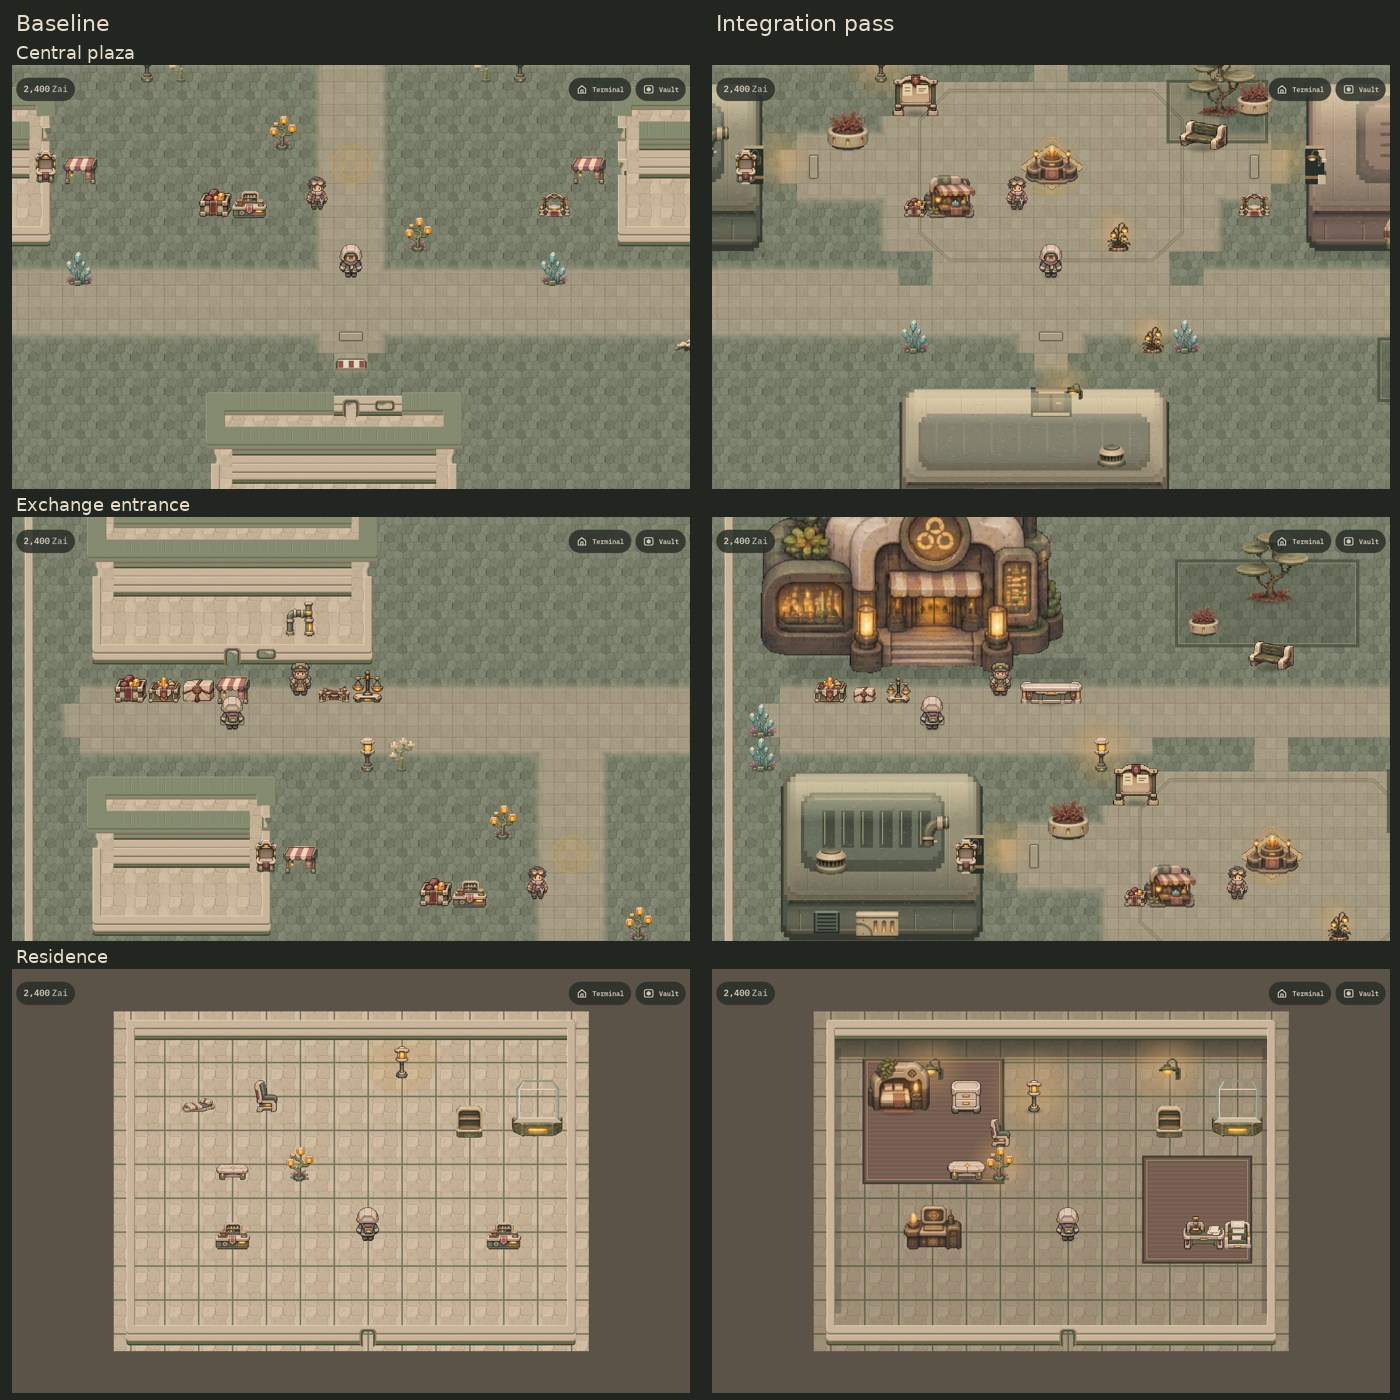 Baseline
Integration pass
Central plaza
2,400 Zai
Terminal
Vault
2,400 Zai
Terminal
Vault
Exchange entrance
2,400 Zai
Terminal
Vault
2,400 Zai
Terminal
Vault
Residence
2,400 Zai
Terminal
Vault
2,400 Zai
Terminal
Vault